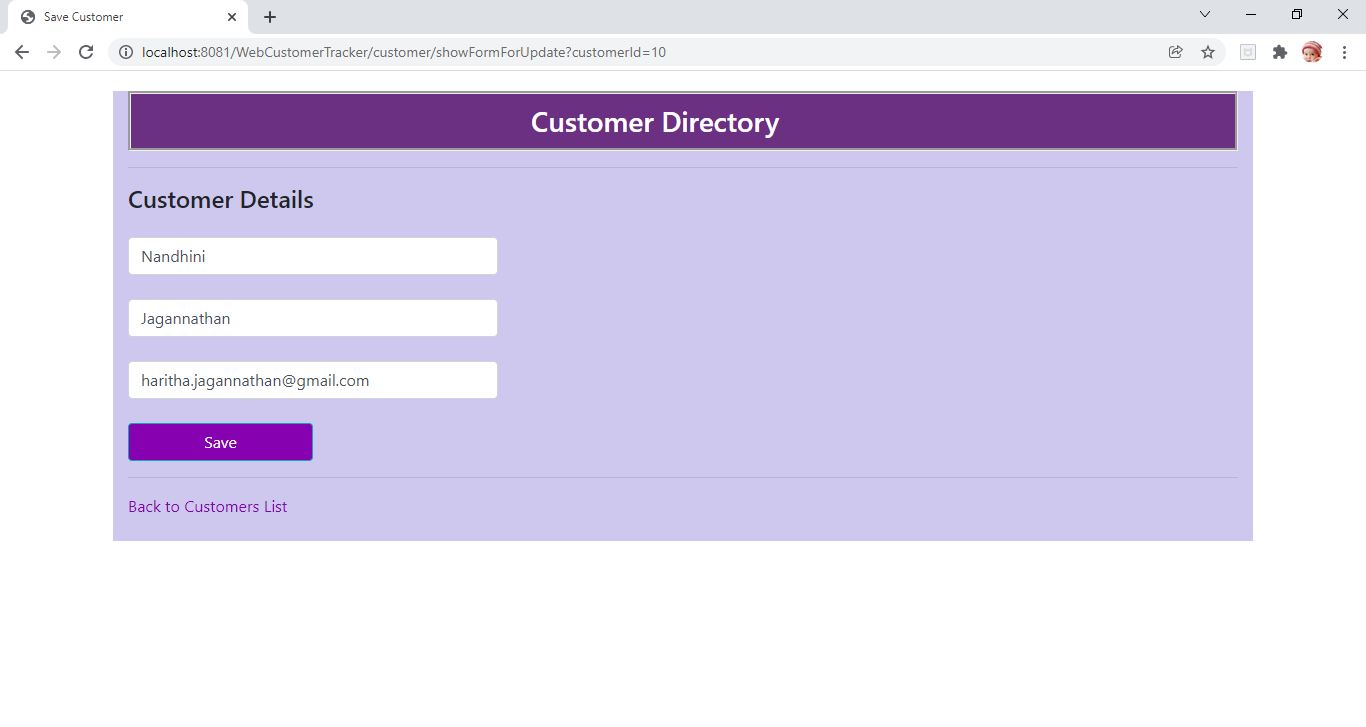 Save Customer
localhost:8081/WebCustomerTracker/customer/showFormForUpdate?customerId=10
Customer Directory
Customer Details
Nandhini
Jagannathan
haritha.jagannathan@gmail.com
Save
Back to Customers List